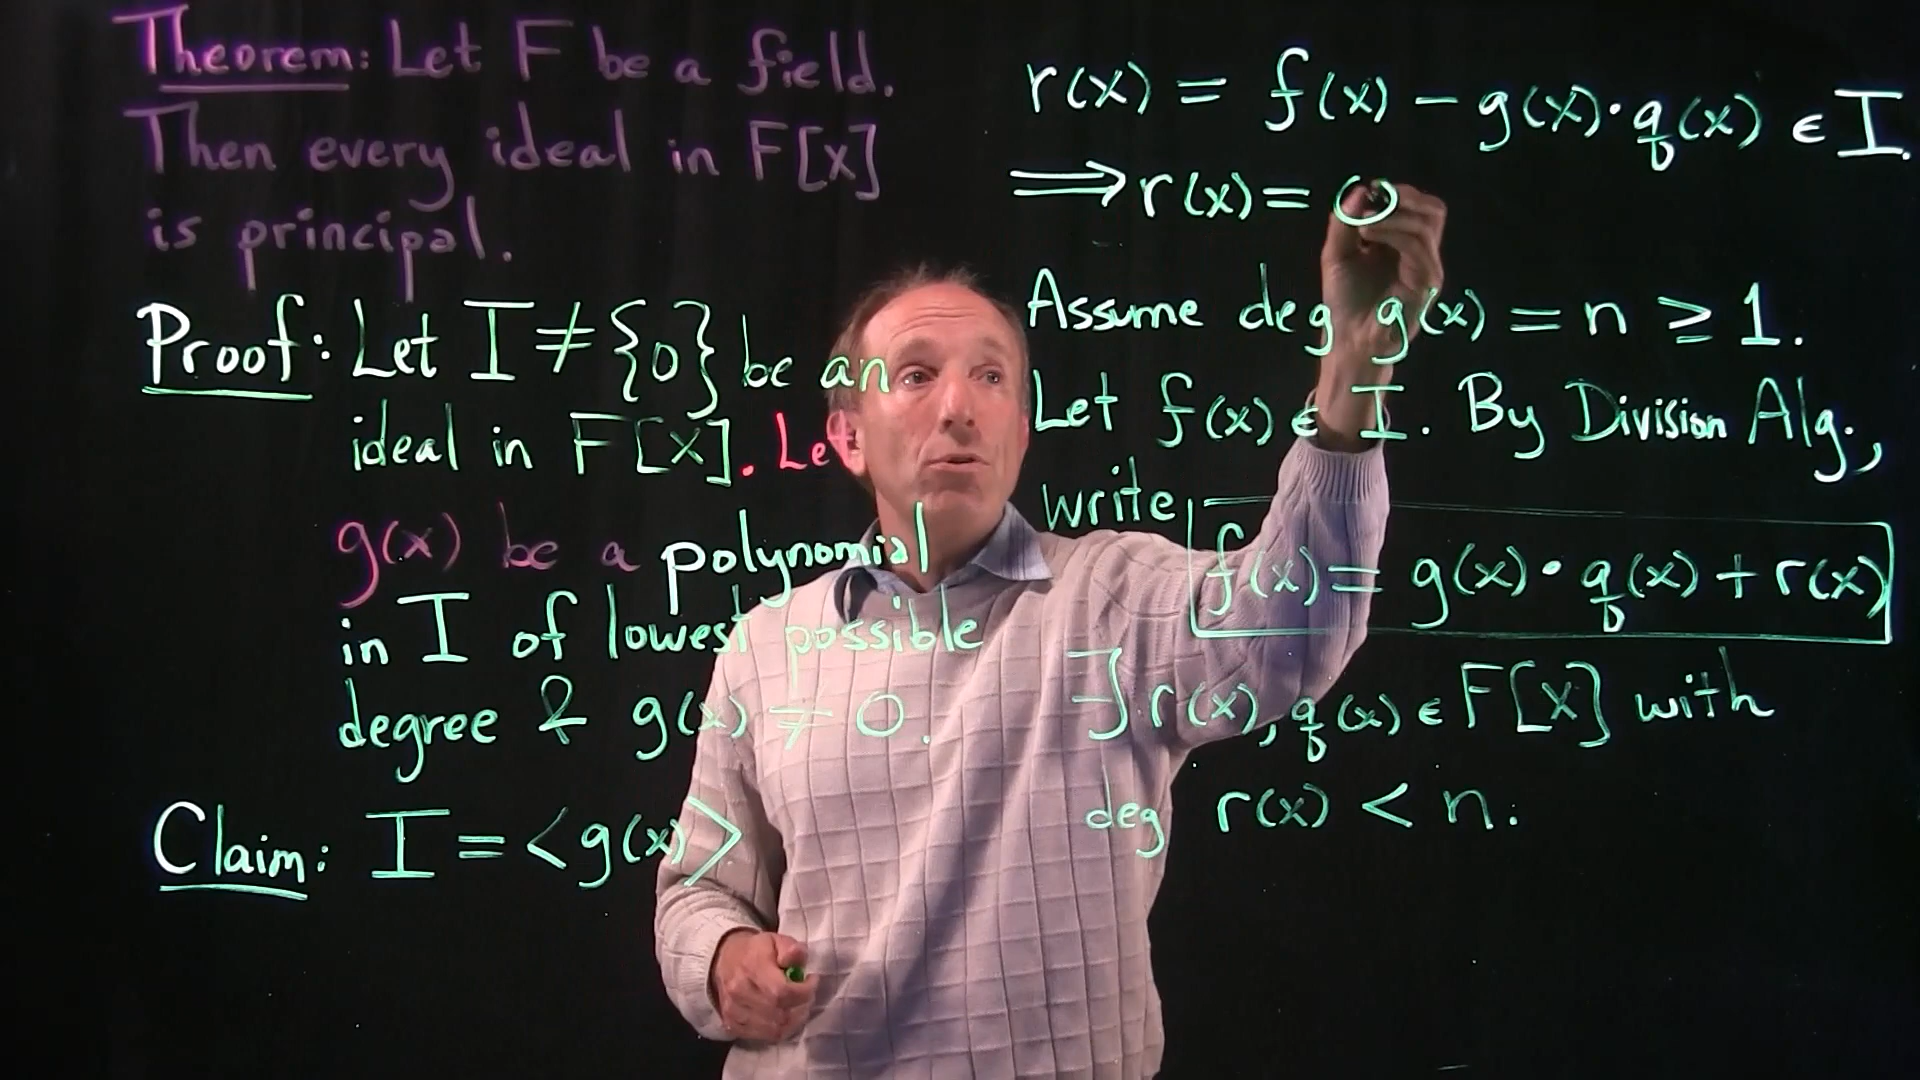 Theorem: Let F be a field.
Then every ideal in F[x]
is principal.
Proof: Let I ≠ {0} be an
ideal in F[x]. Let
g(x) be a polynomial
in I of lowest possible
degree & g(x) ≠ 0.
Claim: I = <g(x)>
r(x) = f(x) - g(x)·q(x) ∈ I.
⟹ r(x) = 0
Assume deg g(x) = n ≥ 1.
Let f(x) ∈ I. By Division Alg.,
write f(x) = g(x)·q(x) + r(x)
∃ r(x), q(x) ∈ F[x] with
deg r(x) < n.